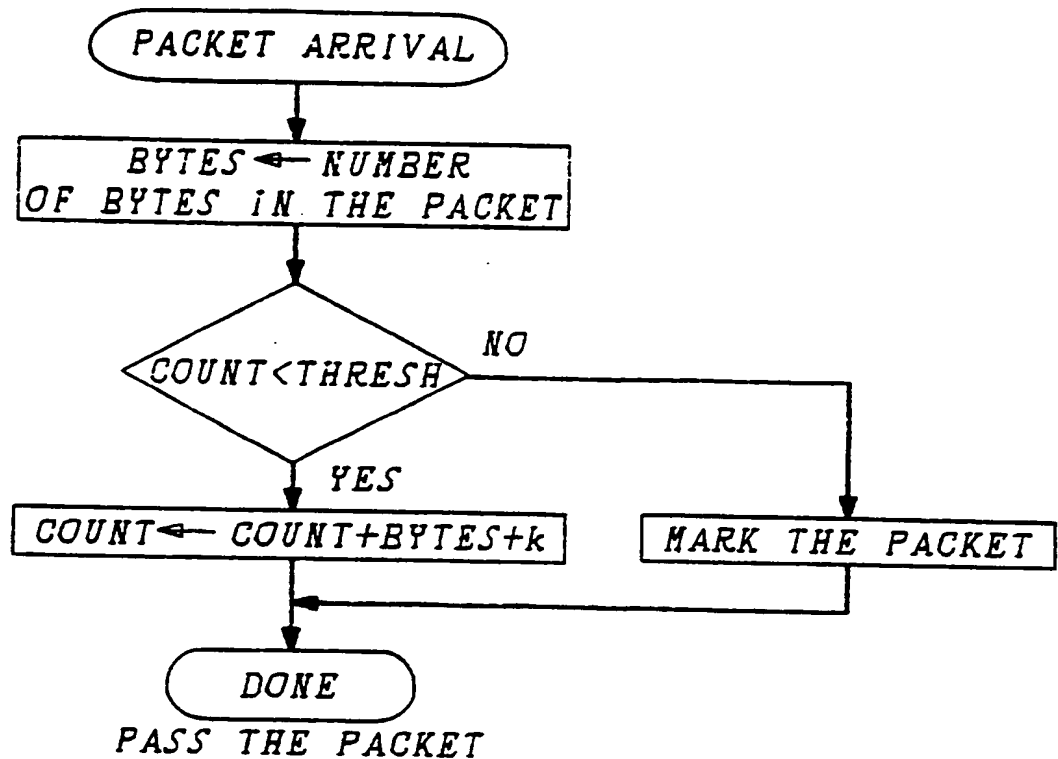 PACKET ARRIVAL
BYTES ← NUMBER
OF BYTES iN THE PACKET
COUNT<THRESH
NO
YES
COUNT ← COUNT+BYTES+k
MARK THE PACKET
DONE
PASS THE PACKET